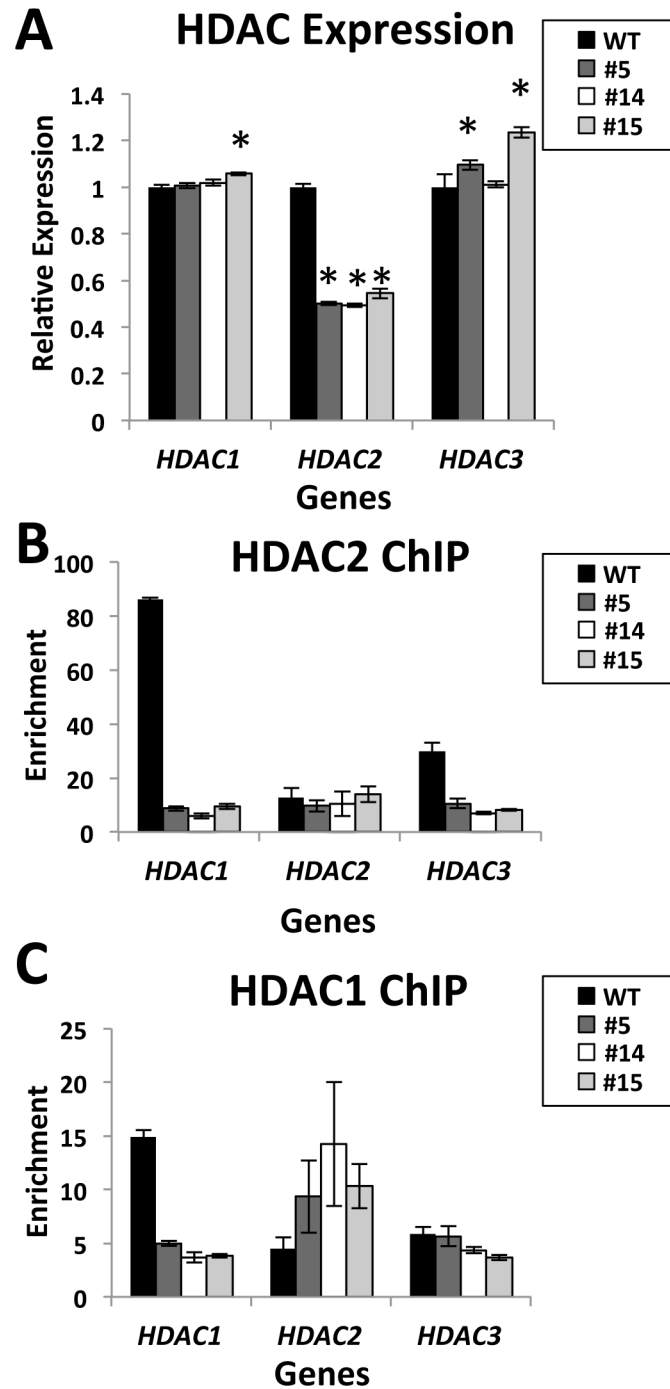 A
HDAC Expression
WT
#5
#14
#15
Relative Expression
1.4
1.2
1
0.8
0.6
0.4
0.2
0
*
* * *
* *
HDAC1 HDAC2 HDAC3
Genes
B
HDAC2 ChIP
WT
#5
#14
#15
Enrichment
100
80
60
40
20
0
HDAC1 HDAC2 HDAC3
Genes
C
HDAC1 ChIP
WT
#5
#14
#15
Enrichment
25
20
15
10
5
0
HDAC1 HDAC2 HDAC3
Genes